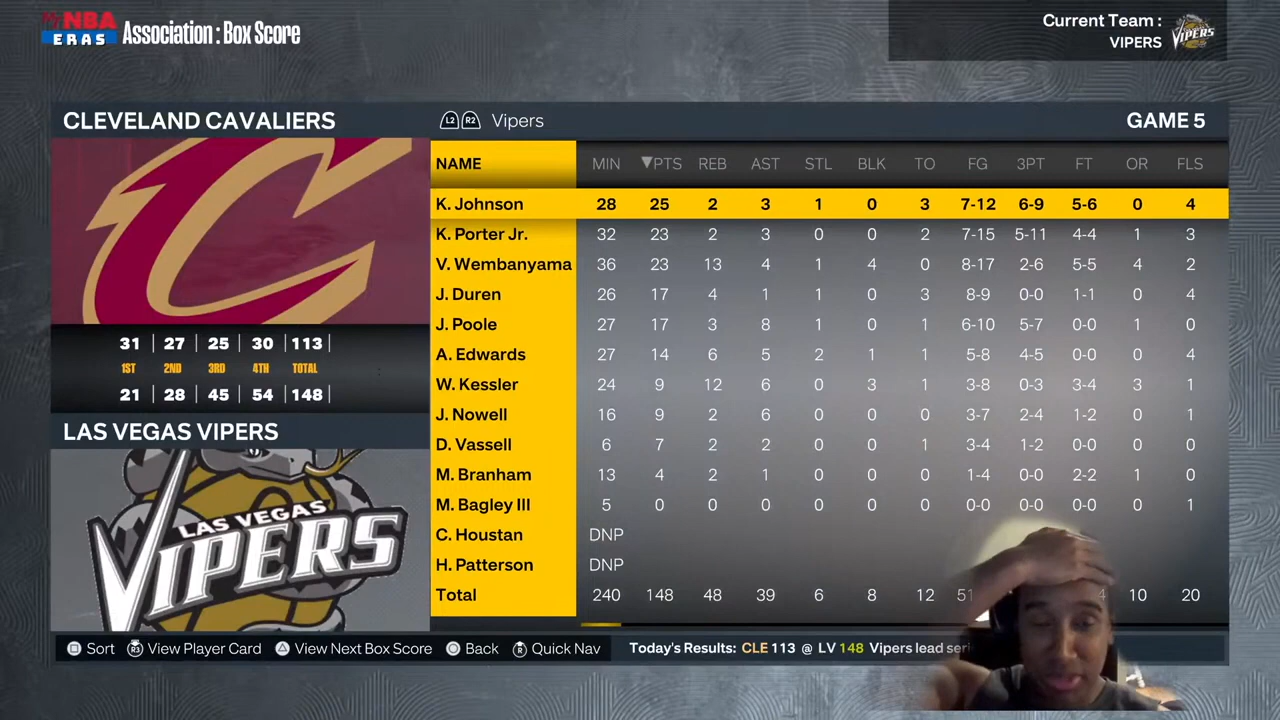 MyNBA ERAS Association : Box Score
Current Team :
VIPERS
VIPERS
CLEVELAND CAVALIERS
L2 R2 Vipers
GAME 5
NAME MIN ▼PTS REB AST STL BLK TO FG 3PT FT OR FLS
K. Johnson 28 25 2 3 1 0 3 7-12 6-9 5-6 0 4
K. Porter Jr. 32 23 2 3 0 0 2 7-15 5-11 4-4 1 3
V. Wembanyama 36 23 13 4 1 4 0 8-17 2-6 5-5 4 2
J. Duren 26 17 4 1 1 0 3 8-9 0-0 1-1 0 4
J. Poole 27 17 3 8 1 0 1 6-10 5-7 0-0 1 0
A. Edwards 27 14 6 5 2 1 1 5-8 4-5 0-0 0 4
W. Kessler 24 9 12 6 0 3 1 3-8 0-3 3-4 3 1
J. Nowell 16 9 2 6 0 0 0 3-7 2-4 1-2 0 1
D. Vassell 6 7 2 2 0 0 1 3-4 1-2 0-0 0 0
M. Branham 13 4 2 1 0 0 0 1-4 0-0 2-2 1 0
M. Bagley III 5 0 0 0 0 0 0 0-0 0-0 0-0 0 1
C. Houstan DNP
H. Patterson DNP
Total 240 148 48 39 6 8 12 51 4 10 20
31 | 27 | 25 | 30 | 113 |
1ST 2ND 3RD 4TH TOTAL
21 | 28 | 45 | 54 | 148 |
LAS VEGAS VIPERS
LAS VEGAS
VIPERS
Sort R3 View Player Card View Next Box Score Back R Quick Nav
Today's Results: CLE 113 @ LV 148 Vipers lead seri